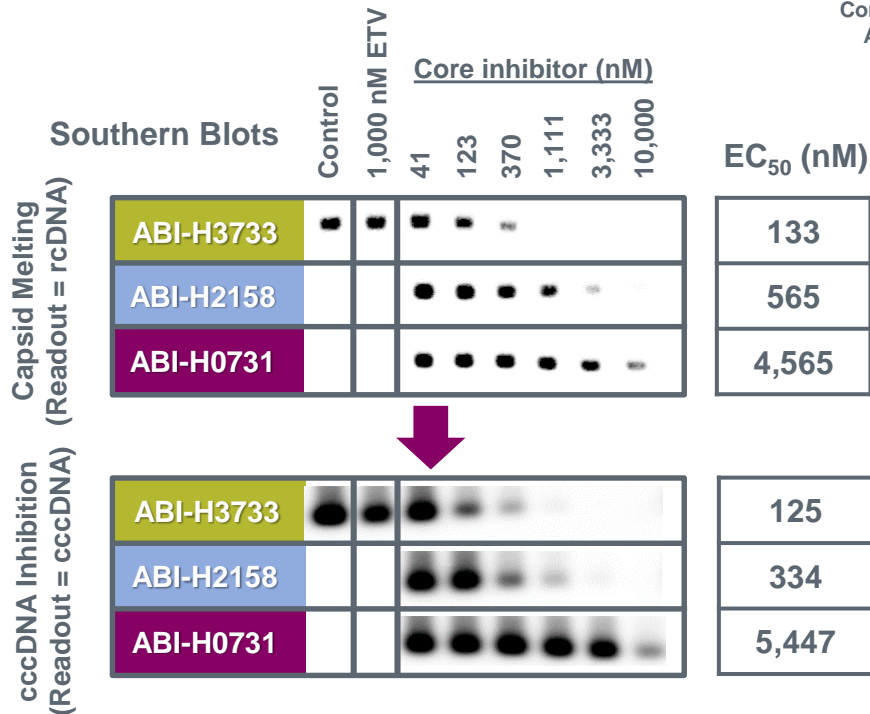 Cor
A
Southern Blots
Control
1,000 nM ETV
Core inhibitor (nM)
41
123
370
1,111
3,333
10,000
EC₅₀ (nM)
Capsid Melting
(Readout = rcDNA)
ABI-H3733
133
ABI-H2158
565
ABI-H0731
4,565
cccDNA Inhibition
(Readout = cccDNA)
ABI-H3733
125
ABI-H2158
334
ABI-H0731
5,447